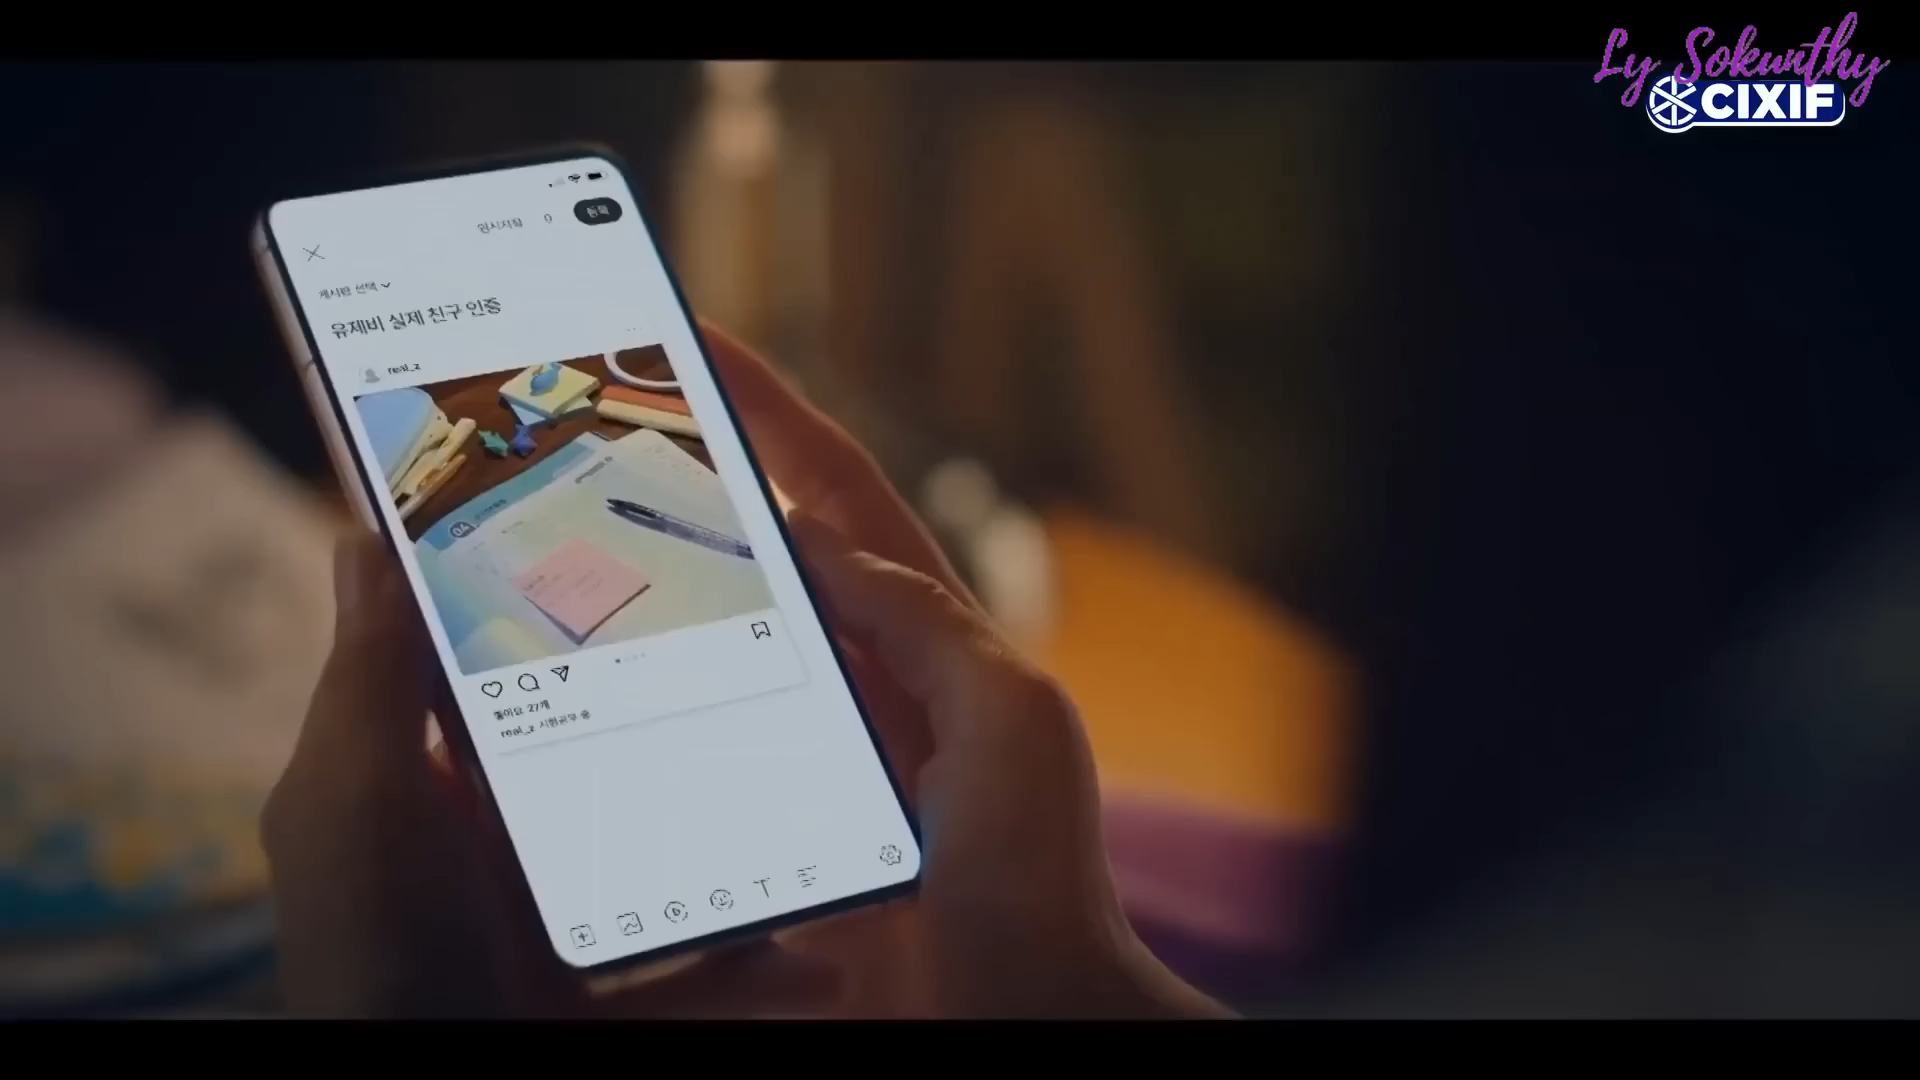 Ly Sokunthy
CIXIF
임시저장 0
등록
게시판 선택
유제비 실제 친구 인증
real_z
04
좋아요 27개
real_z 시험공부 중